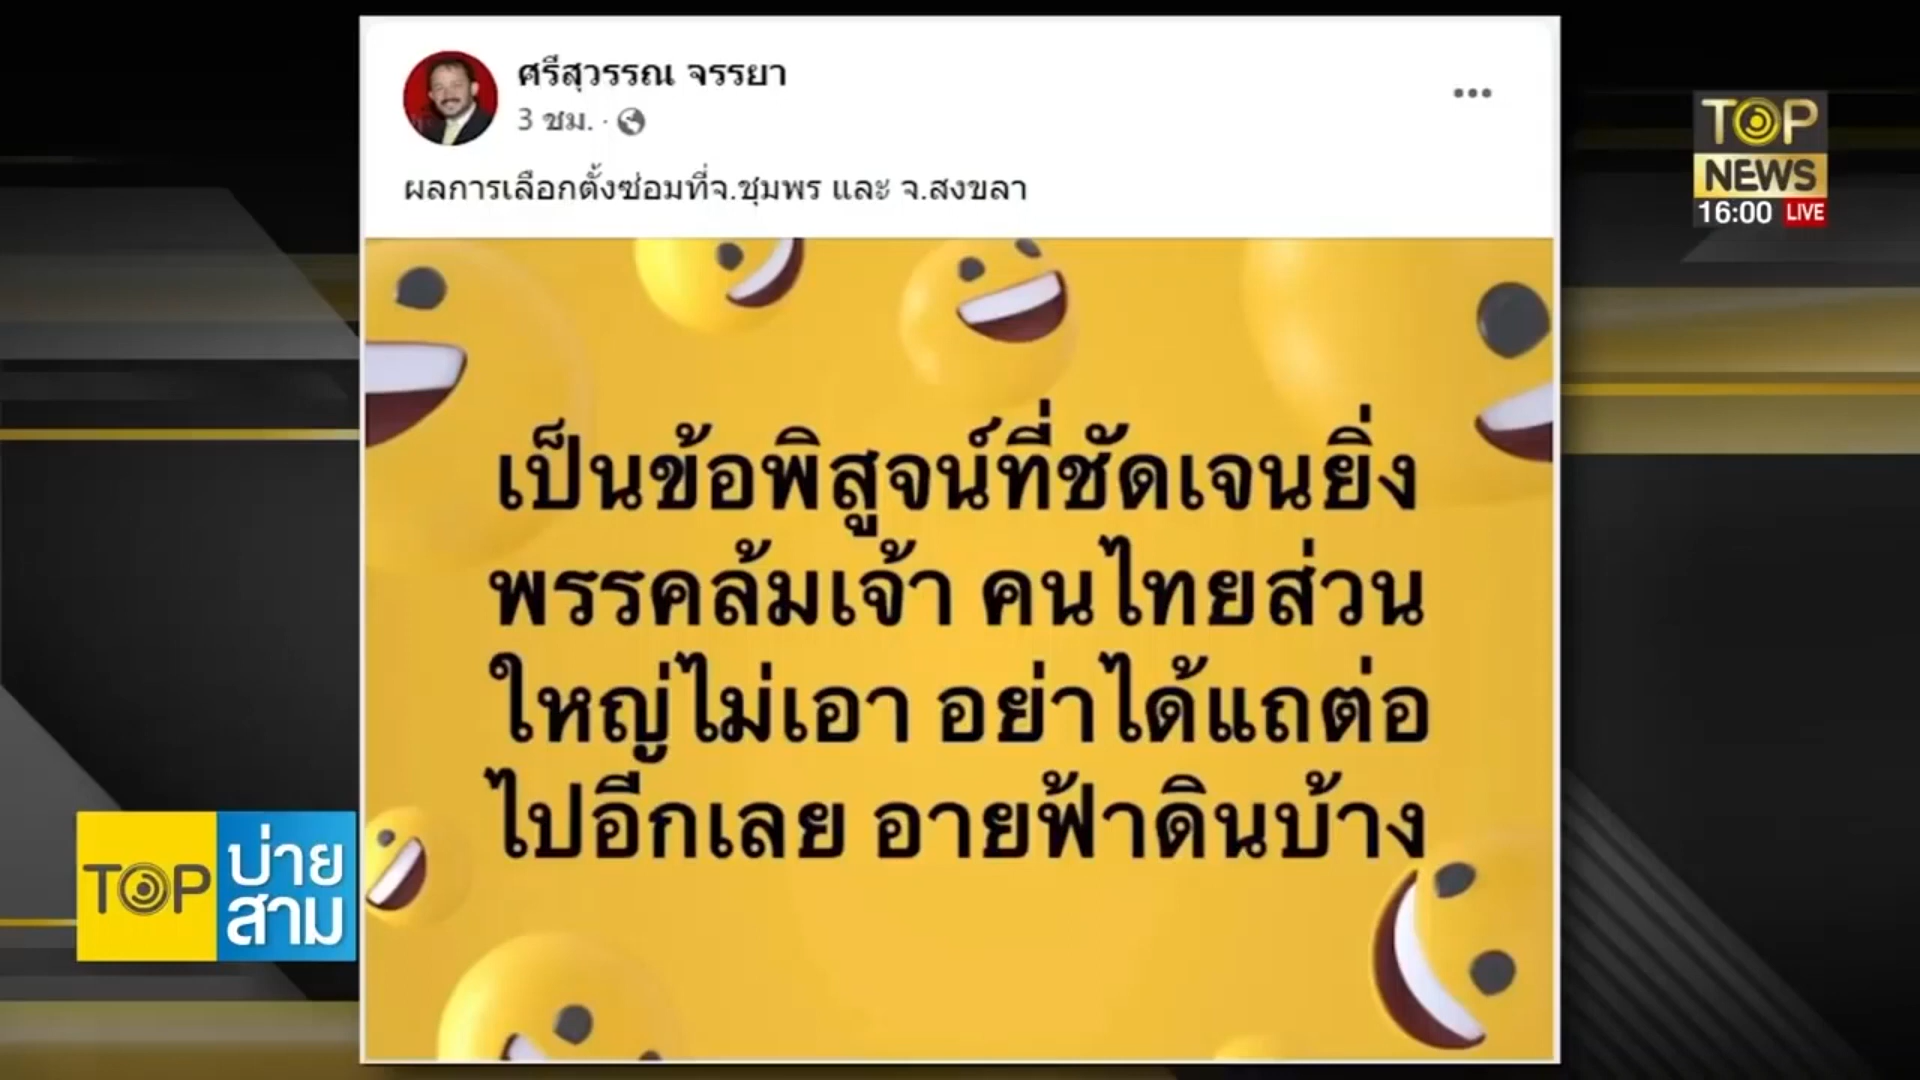 ศรีสุวรรณ จรรยา
3 ชม. ·
ผลการเลือกตั้งซ่อมที่จ.ชุมพร และ จ.สงขลา
เป็นข้อพิสูจน์ที่ชัดเจนยิ่ง
พรรคล้มเจ้า คนไทยส่วน
ใหญ่ไม่เอา อย่าได้แถต่อ
ไปอีกเลย อายฟ้าดินบ้าง
TOP
NEWS
16:00 LIVE
TOP
บ่าย
สาม